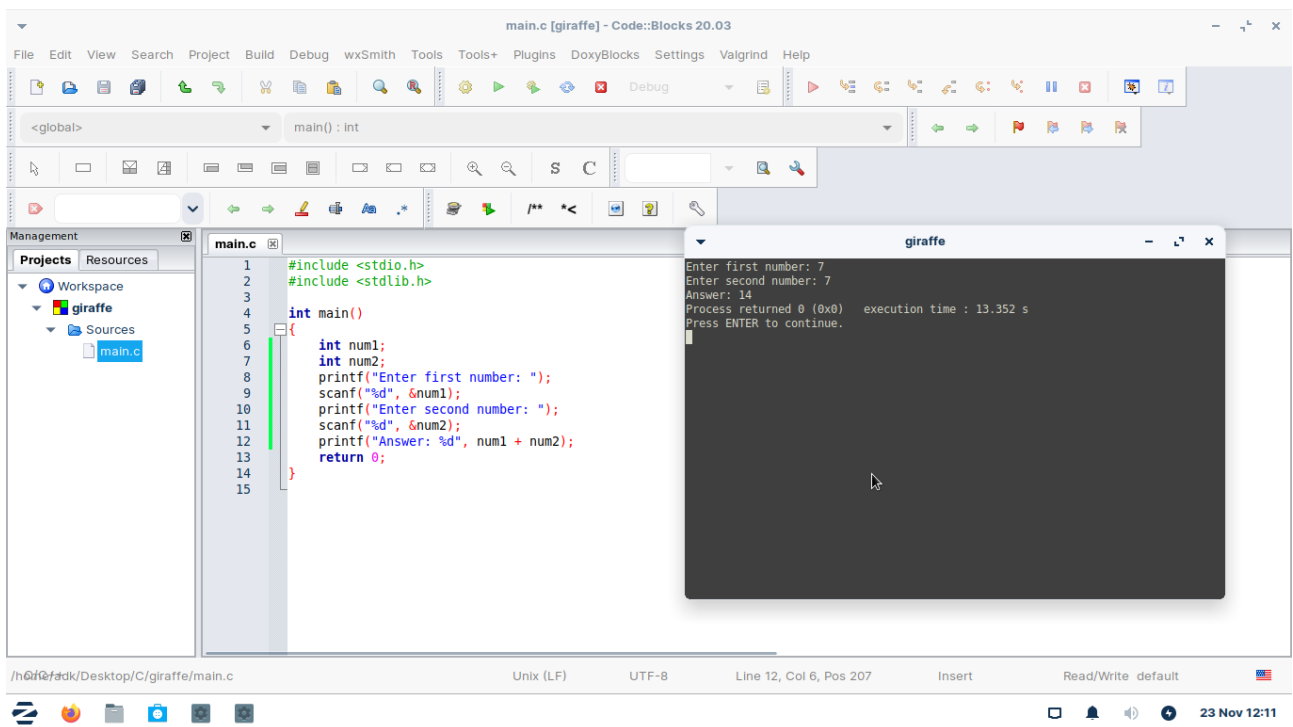 main.c [giraffe] - Code::Blocks 20.03
File Edit View Search Project Build Debug wxSmith Tools Tools+ Plugins DoxyBlocks Settings Valgrind Help
Debug
<global> main() : int
S C
/** *<
Management
Projects Resources
Workspace
giraffe
Sources
main.c
main.c
1 #include <stdio.h>
2 #include <stdlib.h>
3
4 int main()
5 {
6 int num1;
7 int num2;
8 printf("Enter first number: ");
9 scanf("%d", &num1);
10 printf("Enter second number: ");
11 scanf("%d", &num2);
12 printf("Answer: %d", num1 + num2);
13 return 0;
14 }
15
giraffe
Enter first number: 7
Enter second number: 7
Answer: 14
Process returned 0 (0x0) execution time : 13.352 s
Press ENTER to continue.
/Desktop/C/giraffe/main.c Unix (LF) UTF-8 Line 12, Col 6, Pos 207 Insert Read/Write default
23 Nov 12:11